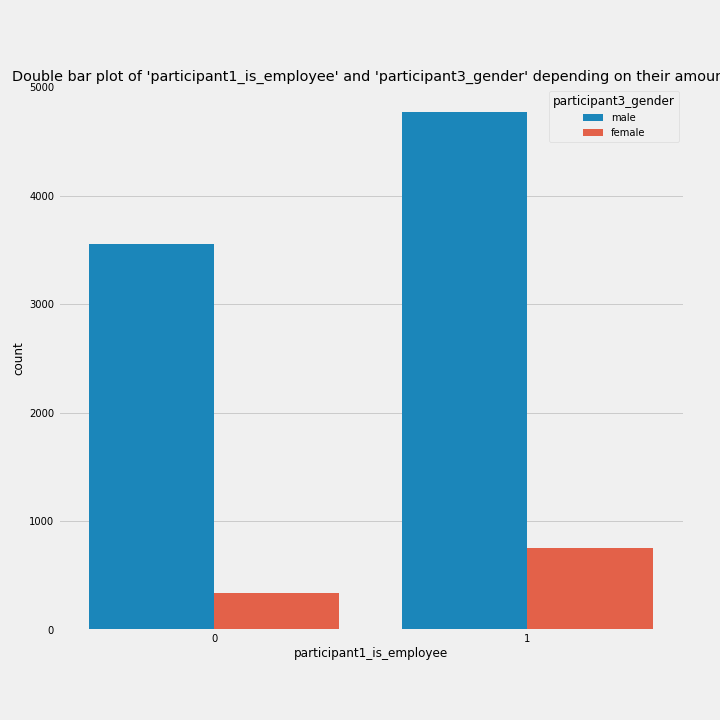 Double bar plot of 'participant1_is_employee' and 'participant3_gender' depending on their amour
5000
participant3_gender
male
female
4000
3000
count
2000
1000
0
0 1
participant1_is_employee